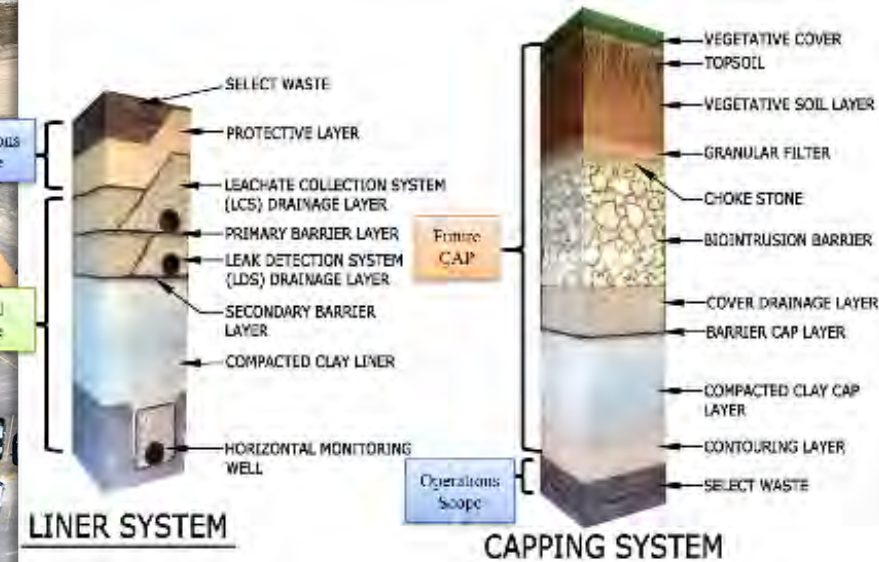 SELECT WASTE
PROTECTIVE LAYER
LEACHATE COLLECTION SYSTEM
(LCS) DRAINAGE LAYER
PRIMARY BARRIER LAYER
LEAK DETECTION SYSTEM
(LDS) DRAINAGE LAYER
SECONDARY BARRIER
LAYER
COMPACTED CLAY LINER
HORIZONTAL MONITORING
WELL
LINER SYSTEM
VEGETATIVE COVER
TOPSOIL
VEGETATIVE SOIL LAYER
GRANULAR FILTER
CHOKE STONE
BIOINTRUSION BARRIER
Future
CAP
COVER DRAINAGE LAYER
BARRIER CAP LAYER
COMPACTED CLAY CAP
LAYER
CONTOURING LAYER
Operations
Scope
SELECT WASTE
CAPPING SYSTEM